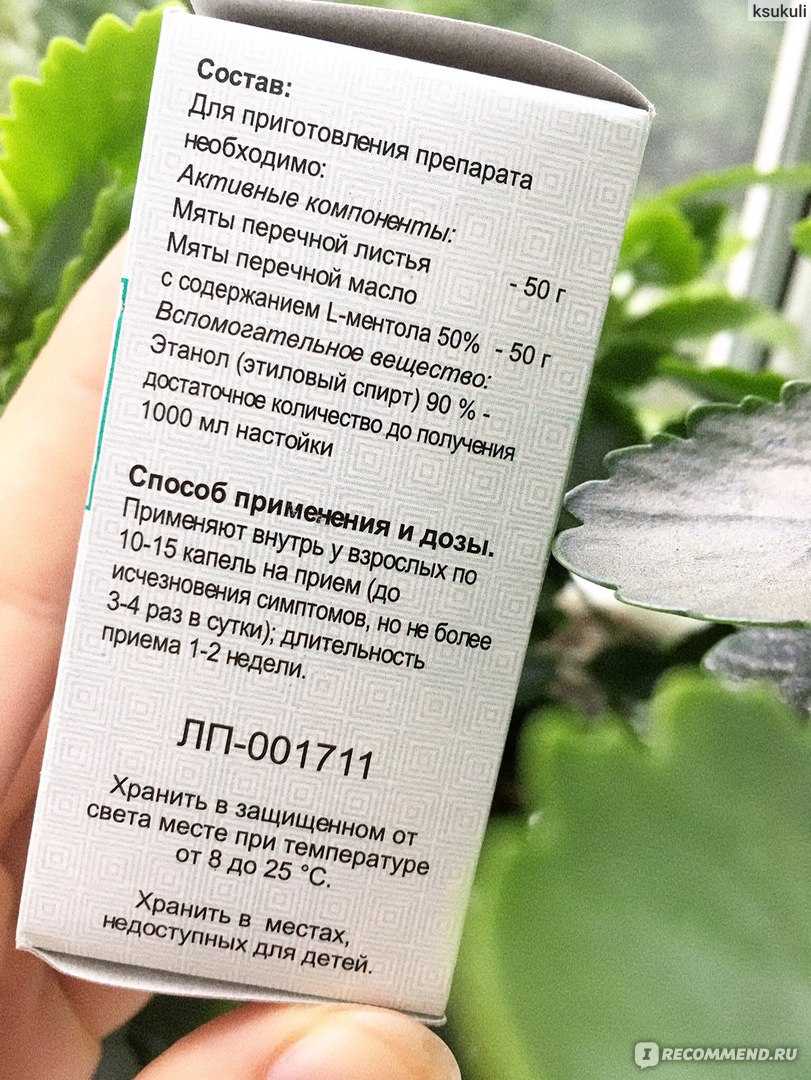 ksukuli
Состав:
Для приготовления препарата
необходимо:
Активные компоненты:
Мяты перечной листья - 50 г
Мяты перечной масло
с содержанием L-ментола 50% - 50 г
Вспомогательное вещество:
Этанол (этиловый спирт) 90 % -
достаточное количество до получения
1000 мл настойки
Способ применения и дозы.
Применяют внутрь у взрослых по
10-15 капель на прием (до
исчезновения симптомов, но не более
3-4 раз в сутки); длительность
приема 1-2 недели.
ЛП-001711
Хранить в защищенном от
света месте при температуре
от 8 до 25 °С.
Хранить в местах,
недоступных для детей.
I RECOMMEND.RU